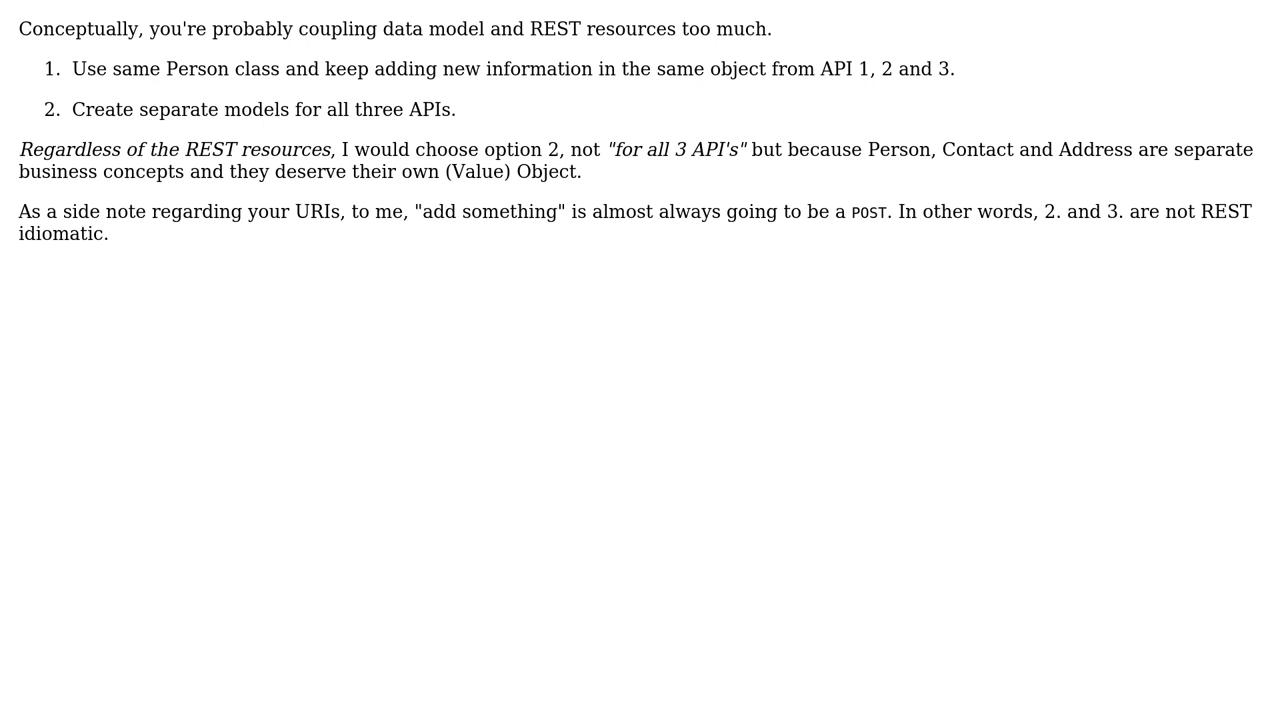 Conceptually, you're probably coupling data model and REST resources too much.
1. Use same Person class and keep adding new information in the same object from API 1, 2 and 3.
2. Create separate models for all three APIs.
Regardless of the REST resources, I would choose option 2, not "for all 3 API's" but because Person, Contact and Address are separate
business concepts and they deserve their own (Value) Object.
As a side note regarding your URIs, to me, "add something" is almost always going to be a POST. In other words, 2. and 3. are not REST
idiomatic.